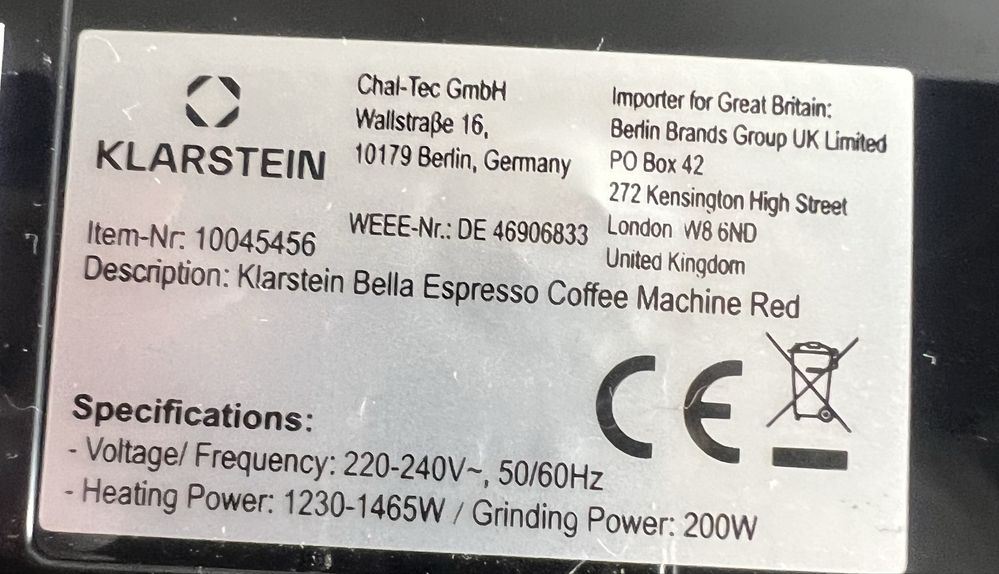 KLARSTEIN
Chal-Tec GmbH
Wallstraße 16,
10179 Berlin, Germany
WEEE-Nr.: DE 46906833
Importer for Great Britain:
Berlin Brands Group UK Limited
PO Box 42
272 Kensington High Street
London W8 6ND
United Kingdom
Item-Nr: 10045456
Description: Klarstein Bella Espresso Coffee Machine Red
CE
Specifications:
- Voltage/ Frequency: 220-240V~, 50/60Hz
- Heating Power: 1230-1465W / Grinding Power: 200W